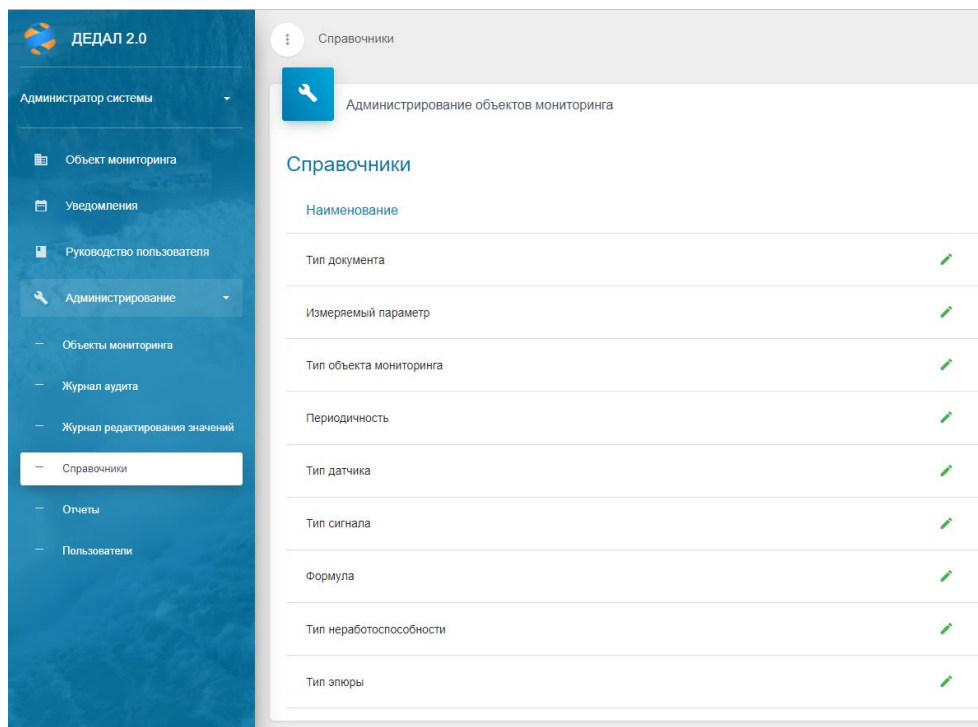 ДЕДАЛ 2.0
Администратор системы
Объект мониторинга
Уведомления
Руководство пользователя
Администрирование
Объекты мониторинга
Журнал аудита
Журнал редактирования значений
Справочники
Отчеты
Пользователи
Справочники
Администрирование объектов мониторинга
Справочники
Наименование
Тип документа
Измеряемый параметр
Тип объекта мониторинга
Периодичность
Тип датчика
Тип сигнала
Формула
Тип неработоспособности
Тип эпюры